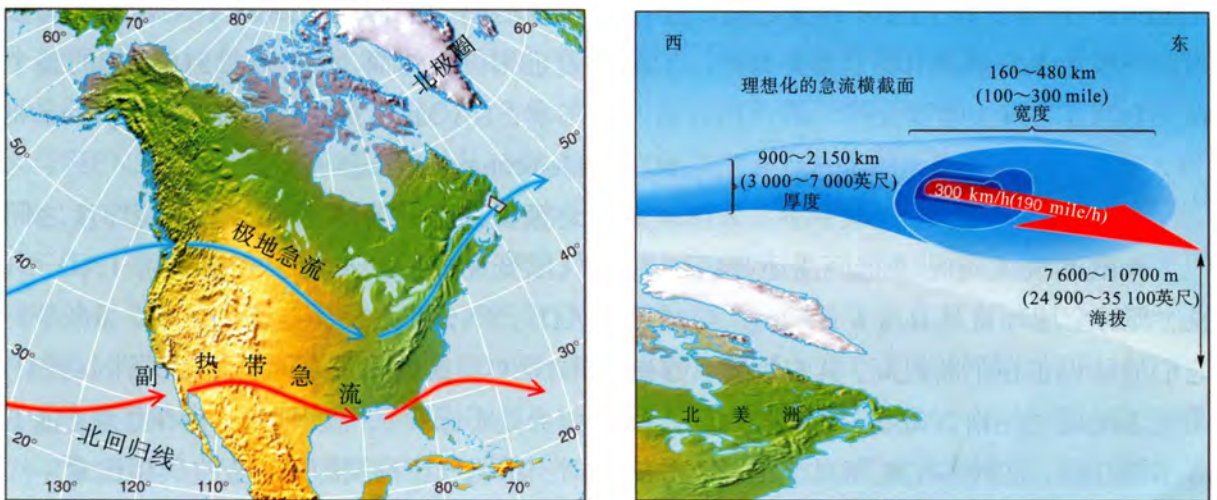 60° 70° 80° 70° 60°
北极圈
50° 50°
极地急流
40° 40°
30° 30°
副热带急流
北回归线
20° 20°
130° 120° 110° 90° 80° 70°
西 东
理想化的急流横截面
160～480 km
(100～300 mile)
宽度
900～2 150 km
(3 000～7 000英尺)
厚度
300 km/h(190 mile/h)
7 600～1 0700 m
(24 900～35 100英尺)
海拔
北美洲